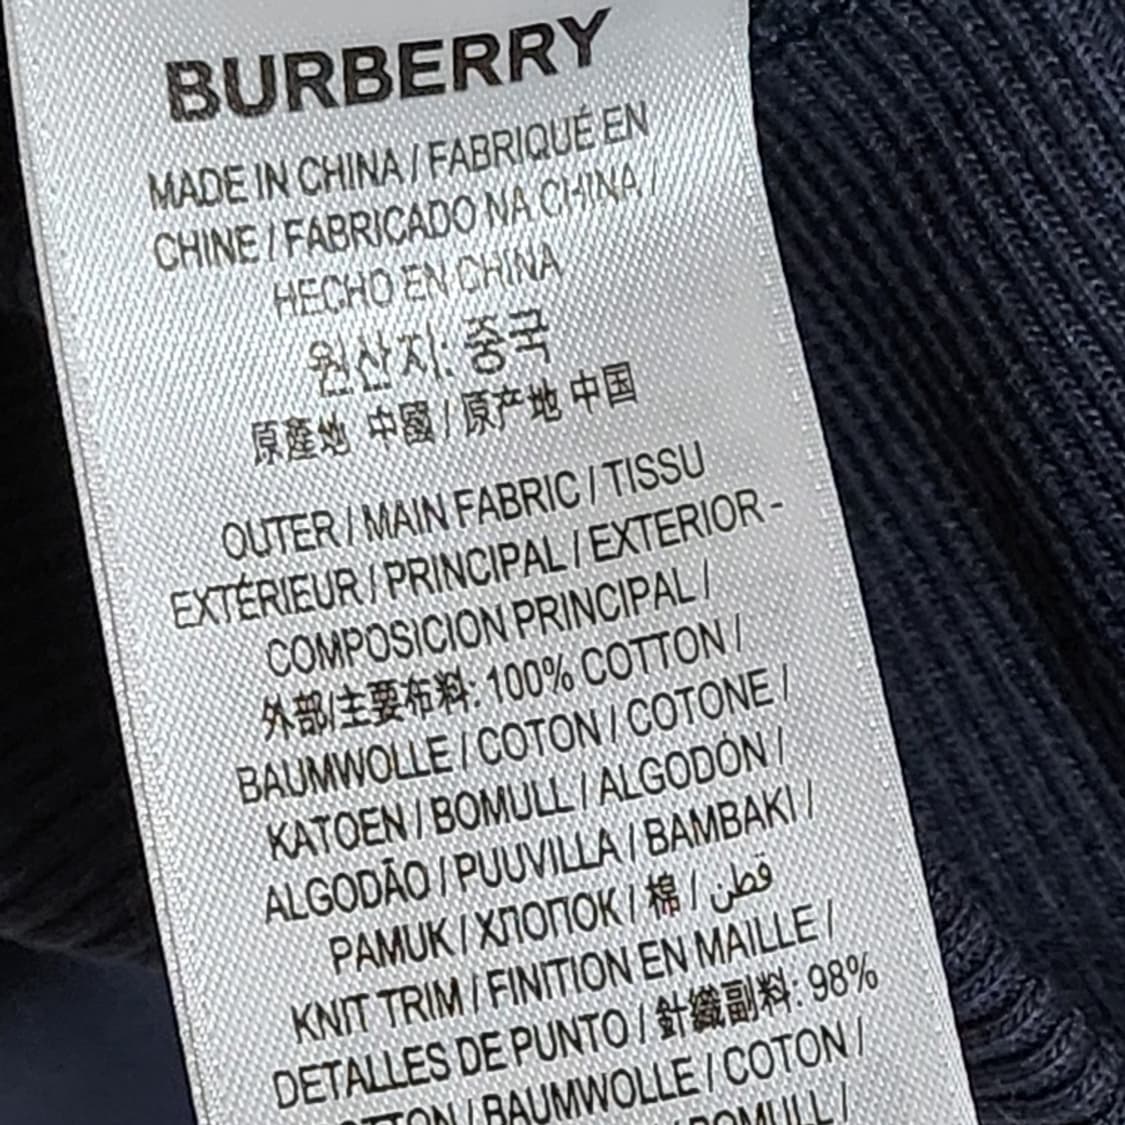 BURBERRY
MADE IN CHINA / FABRIQUÉ EN
CHINE / FABRICADO NA CHINA /
HECHO EN CHINA
원산지: 중국
原產地 中國 / 原产地 中国
OUTER / MAIN FABRIC / TISSU
EXTÉRIEUR / PRINCIPAL / EXTERIOR -
COMPOSICION PRINCIPAL /
外部/主要布料: 100% COTTON /
BAUMWOLLE / COTON / COTONE /
KATOEN / BOMULL / ALGODÓN /
ALGODÃO / PUUVILLA / BAMBAKI /
PAMUK / ХЛОПОК / 棉 / قطن
KNIT TRIM / FINITION EN MAILLE /
DETALLES DE PUNTO / 針織副料: 98%
COTTON / BAUMWOLLE / COTON /
/ BOMULL /